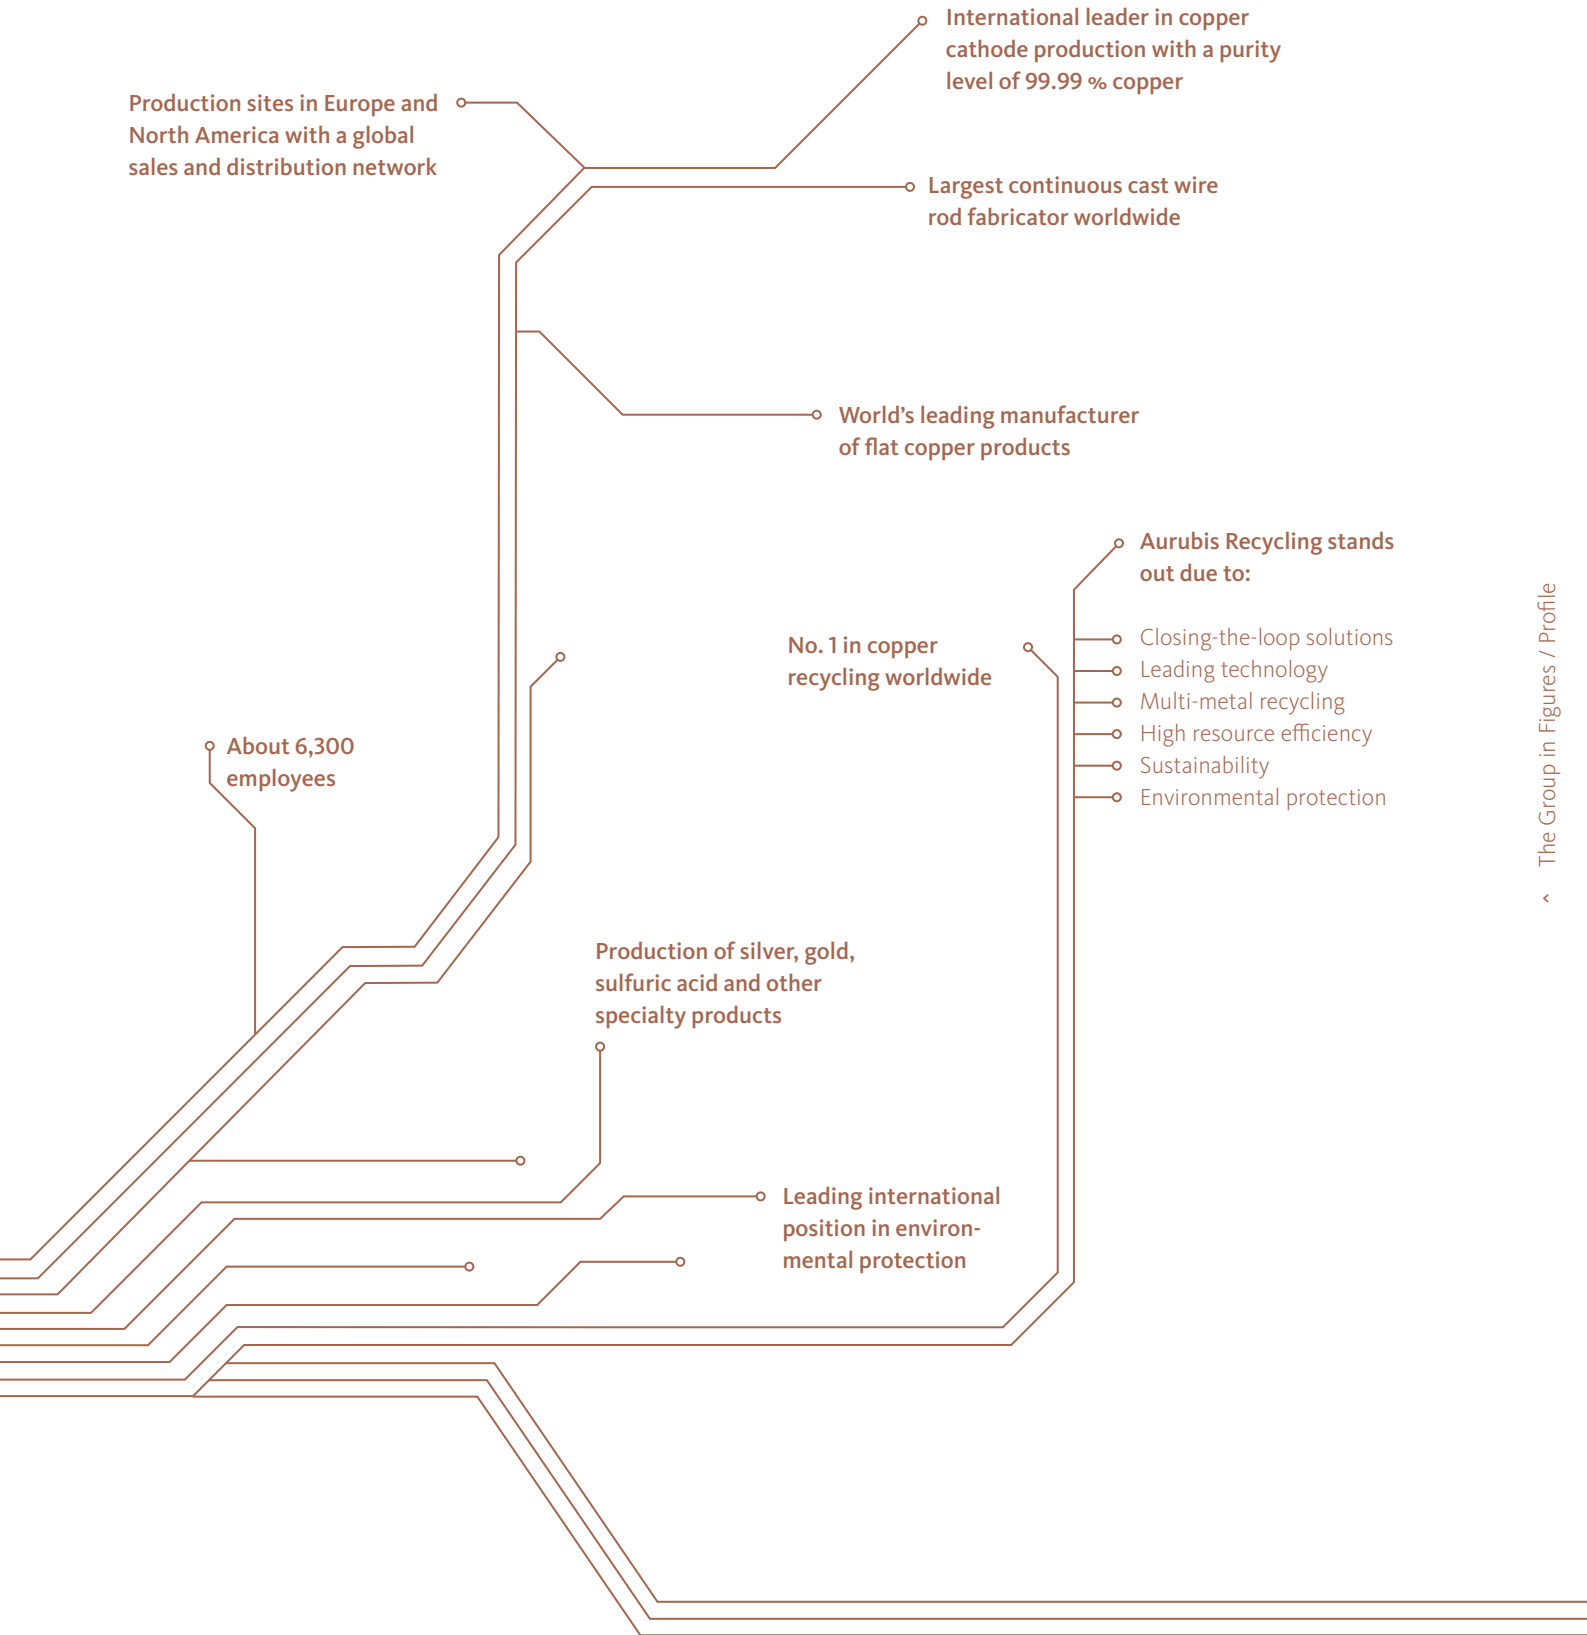 International leader in copper
cathode production with a purity
level of 99.99 % copper
Production sites in Europe and
North America with a global
sales and distribution network
Largest continuous cast wire
rod fabricator worldwide
World’s leading manufacturer
of flat copper products
Aurubis Recycling stands
out due to:
Closing-the-loop solutions
Leading technology
Multi-metal recycling
High resource efficiency
Sustainability
Environmental protection
No. 1 in copper
recycling worldwide
About 6,300
employees
Production of silver, gold,
sulfuric acid and other
specialty products
Leading international
position in environ-
mental protection
‹ The Group in Figures / Profile